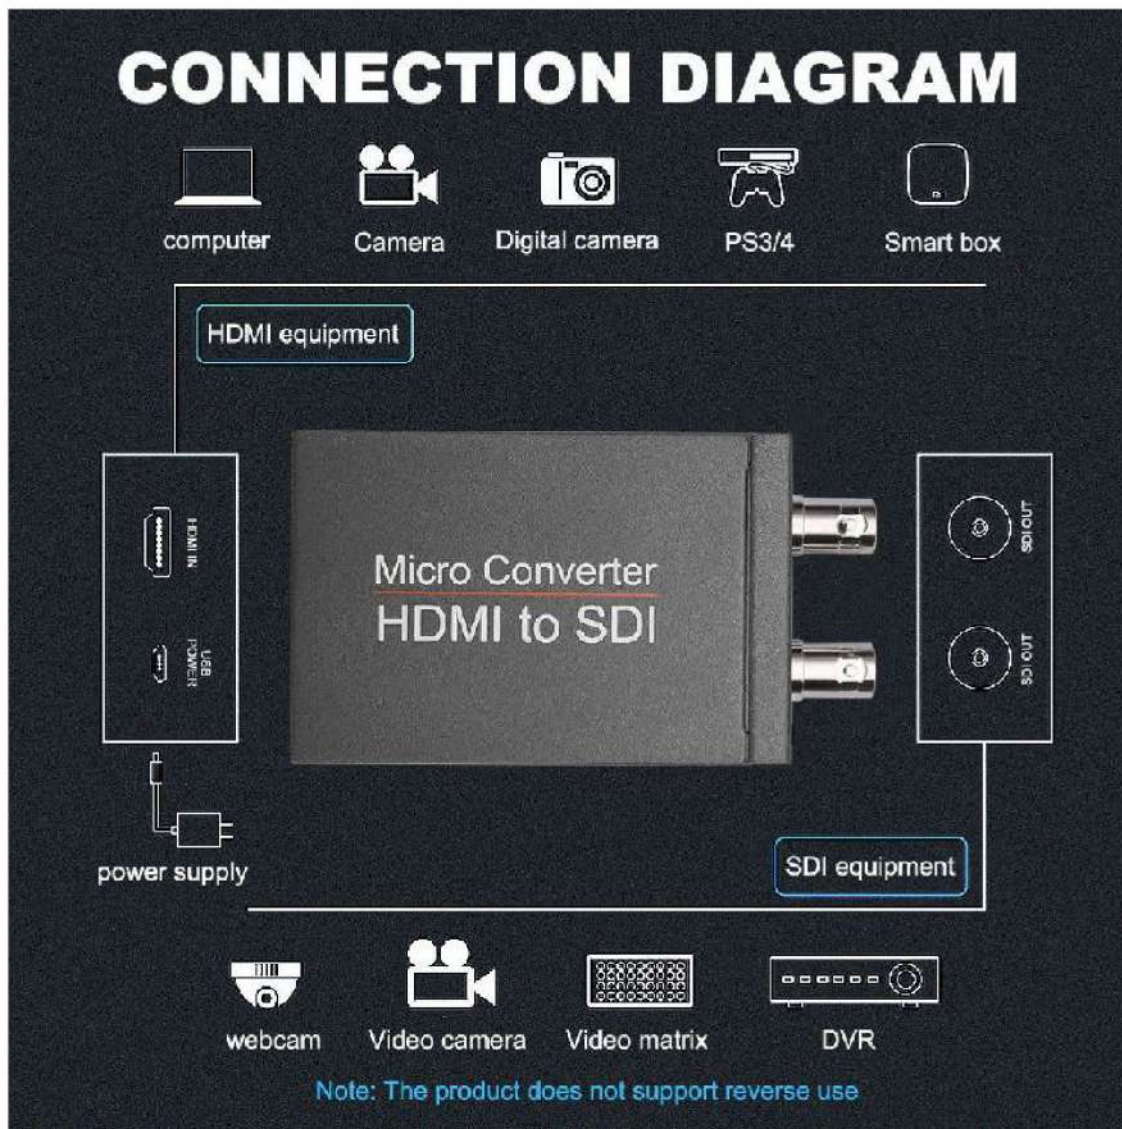 CONNECTION DIAGRAM
computer
Camera
Digital camera
PS3/4
Smart box
HDMI equipment
HDMI IN
USB
POWER
Micro Converter
HDMI to SDI
SDI OUT
SDI OUT
power supply
SDI equipment
webcam
Video camera
Video matrix
DVR
Note: The product does not support reverse use